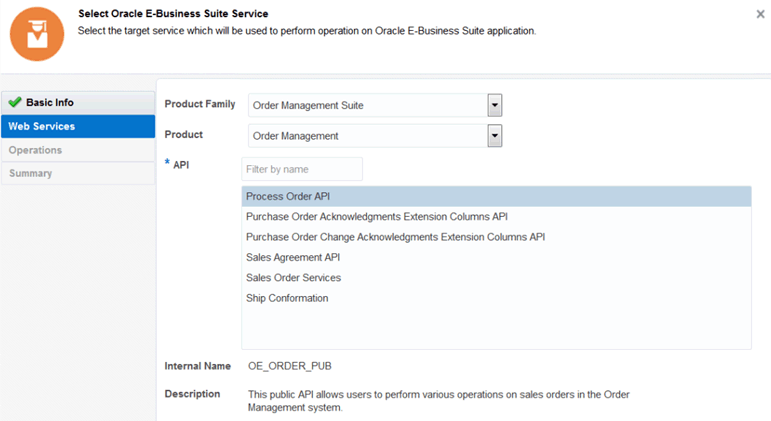 Select Oracle E-Business Suite Service
Select the target service which will be used to perform operation on Oracle E-Business Suite application.
Basic Info
Web Services
Operations
Summary
Product Family
Order Management Suite
Product
Order Management
* API
Filter by name
Process Order API
Purchase Order Acknowledgments Extension Columns API
Purchase Order Change Acknowledgments Extension Columns API
Sales Agreement API
Sales Order Services
Ship Conformation
Internal Name
OE_ORDER_PUB
Description
This public API allows users to perform various operations on sales orders in the Order
Management system.